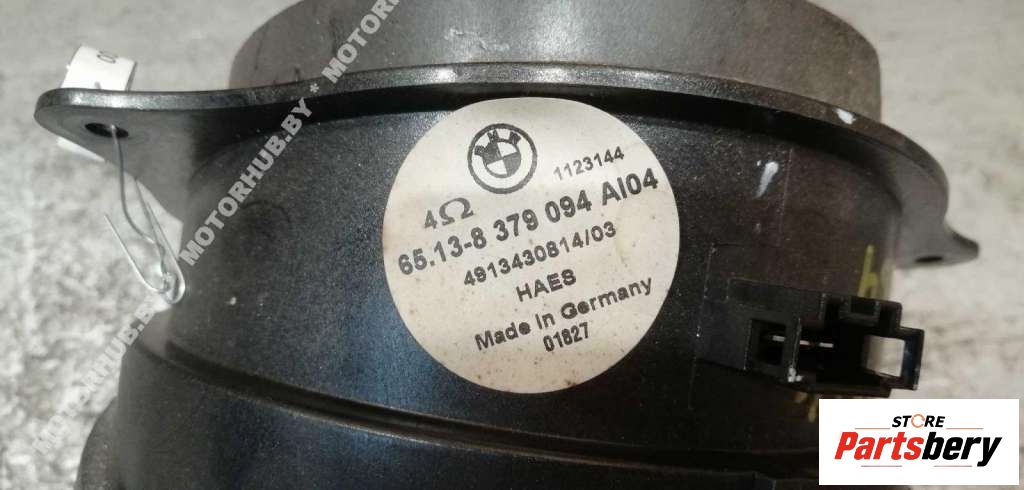 BMW
1123144
4Ω
65.13-8 379 094 AI04
4913430814/03
HAES
Made In Germany
01827
MOTORHUB.BY * MOTORHUB.BY * MOTORHUB.BY
STORE
Partsbery